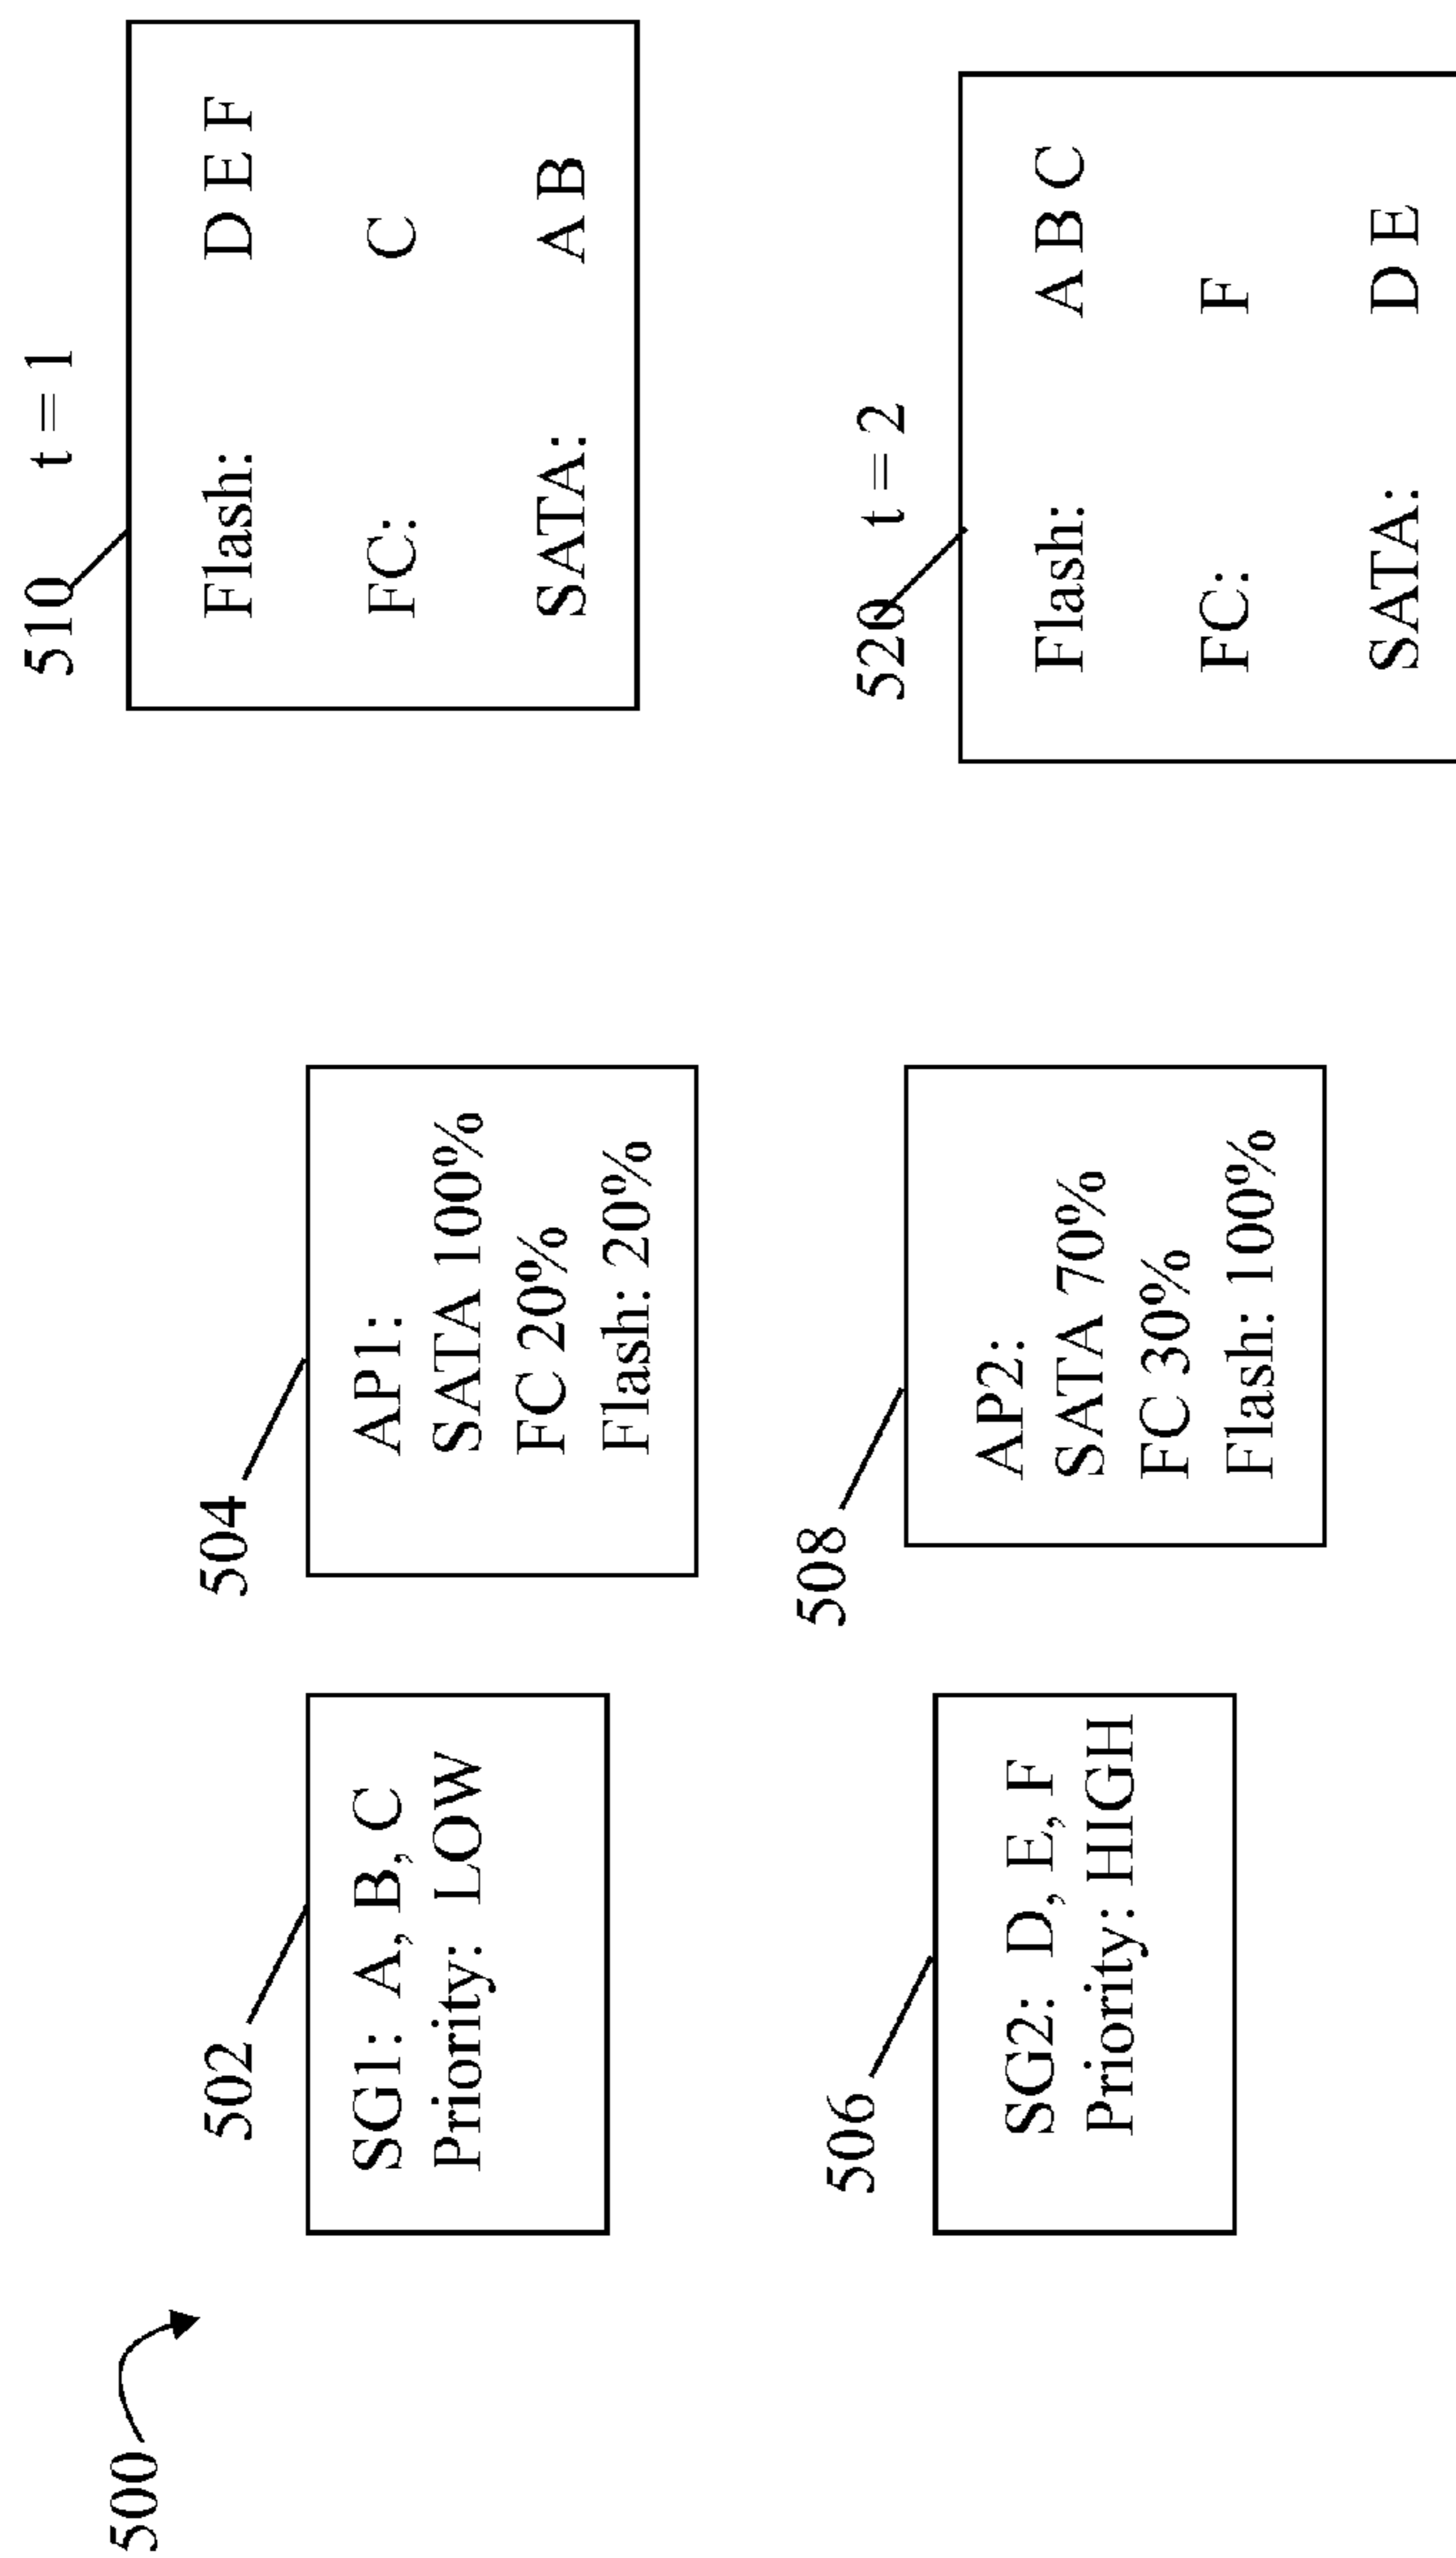 500
502
SG1: A, B, C
Priority: LOW
504
AP1:
SATA 100%
FC 20%
Flash: 20%
510
t = 1
Flash: D E F
FC: C
SATA: A B
506
SG2: D, E, F
Priority: HIGH
508
AP2:
SATA 70%
FC 30%
Flash: 100%
520
t = 2
Flash: A B C
FC: F
SATA: D E